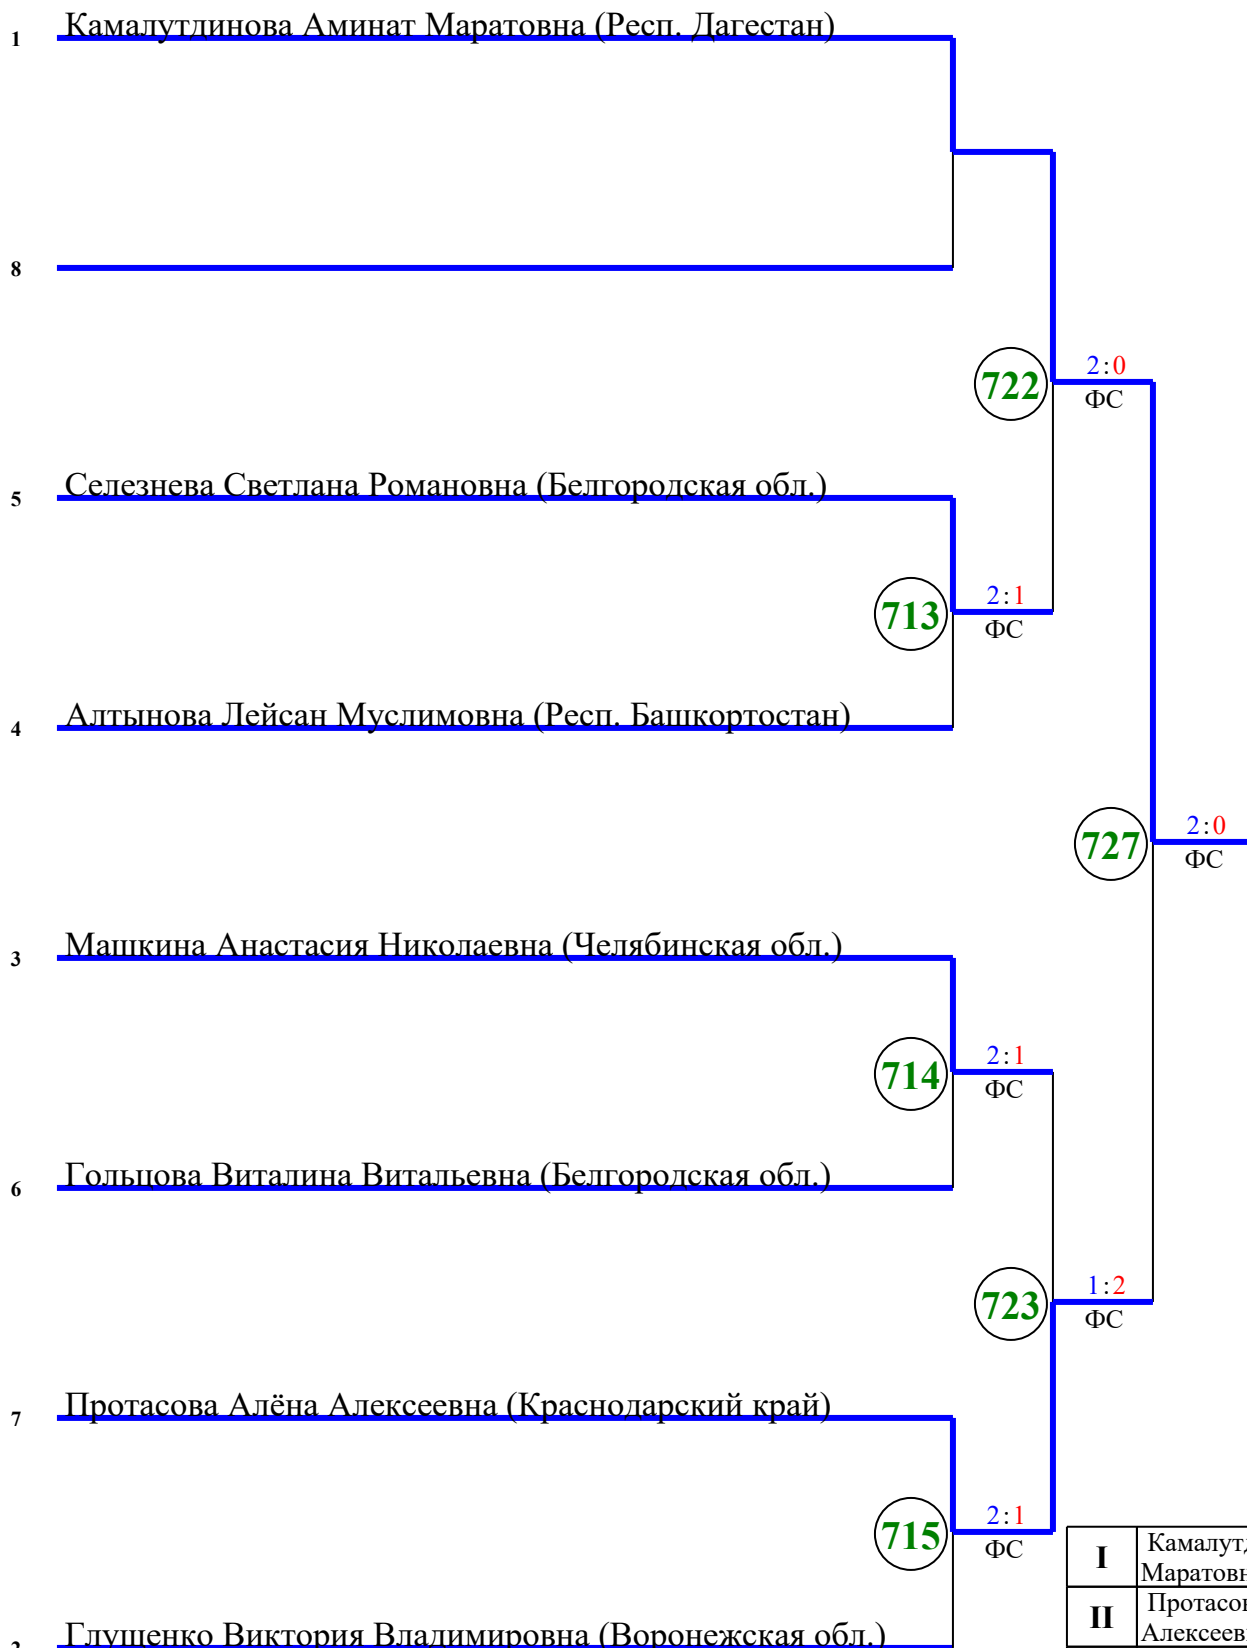 1 Камалутдинова Аминат Маратовна (Респ. Дагестан)
8
722 2:0
ФС
5 Селезнева Светлана Романовна (Белгородская обл.)
713 2:1
ФС
4 Алтынова Лейсан Муслимовна (Респ. Башкортостан)
727 2:0
ФС
3 Машкина Анастасия Николаевна (Челябинская обл.)
714 2:1
ФС
6 Гольцова Виталина Витальевна (Белгородская обл.)
723 1:2
ФС
7 Протасова Алёна Алексеевна (Краснодарский край)
715 2:1
ФС
I
II
2 Глущенко Виктория Владимировна (Воронежская обл.)